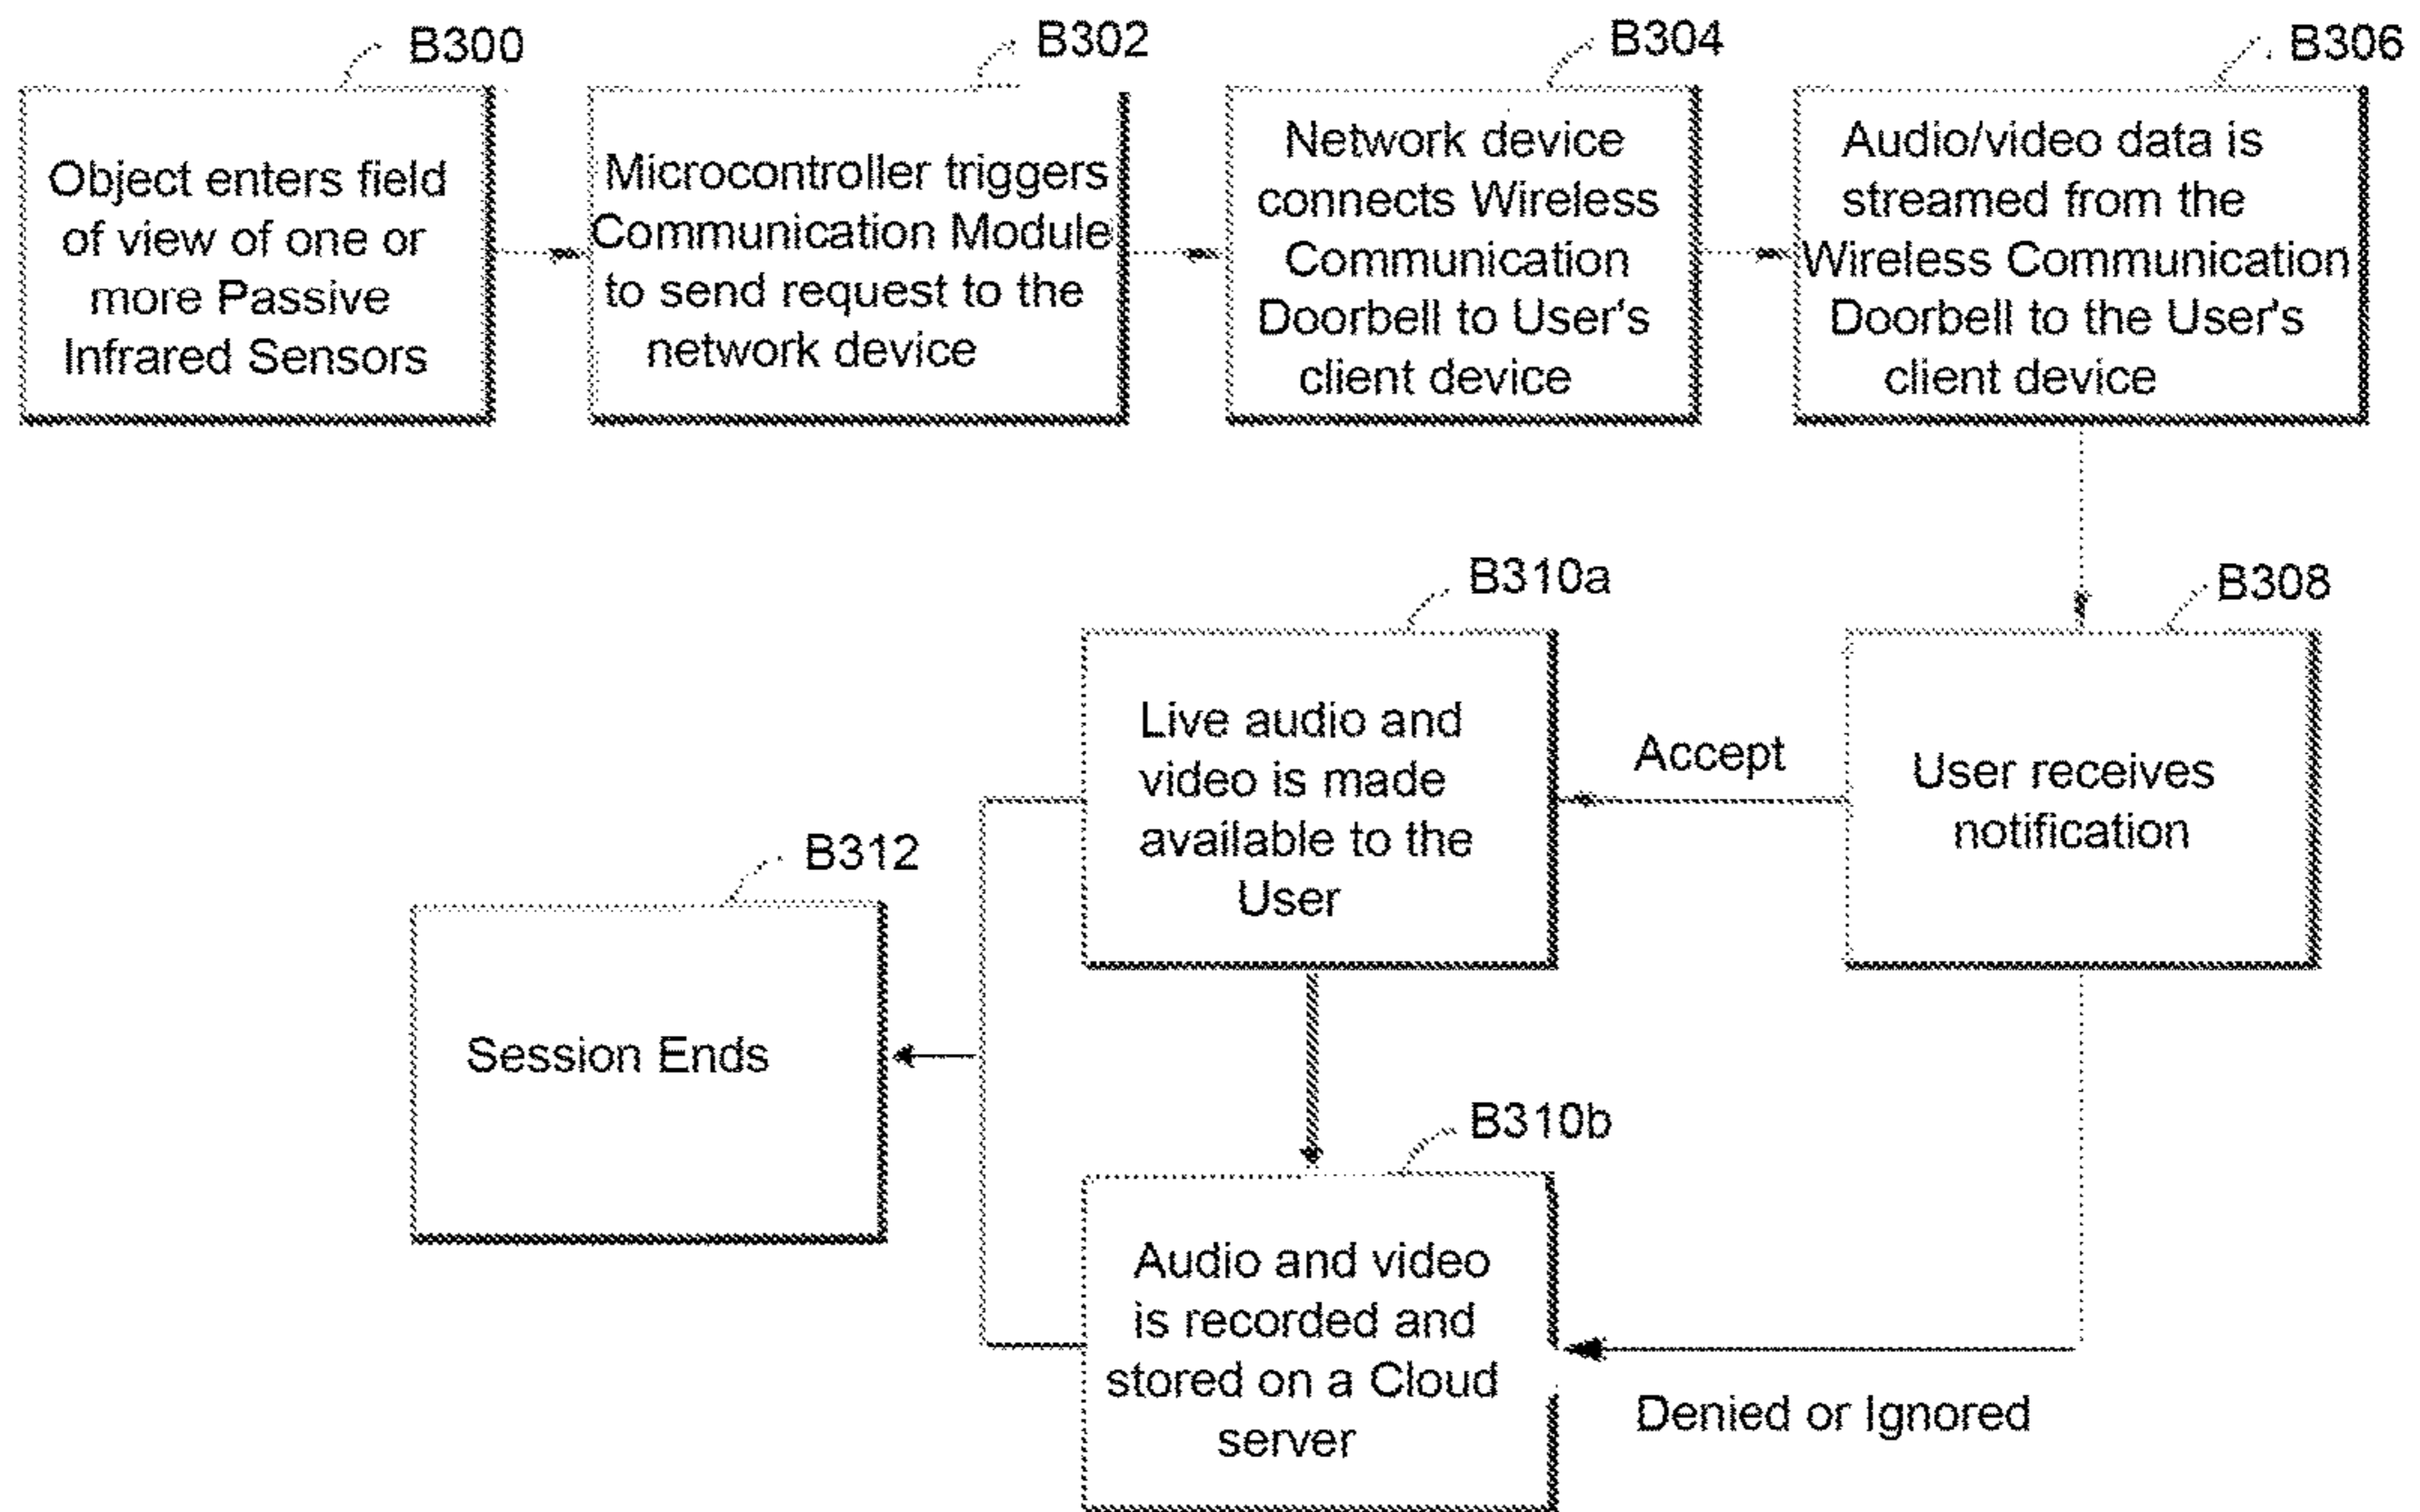 B300
Object enters field
of view of one or
more Passive
Infrared Sensors
B302
Microcontroller triggers
Communication Module
to send request to the
network device
B304
Network device
connects Wireless
Communication
Doorbell to User's
client device
B306
Audio/video data is
streamed from the
Wireless Communication
Doorbell to the User's
client device
B308
User receives
notification
Accept
B310a
Live audio and
video is made
available to the
User
Denied or Ignored
B310b
Audio and video
is recorded and
stored on a Cloud
server
B312
Session Ends